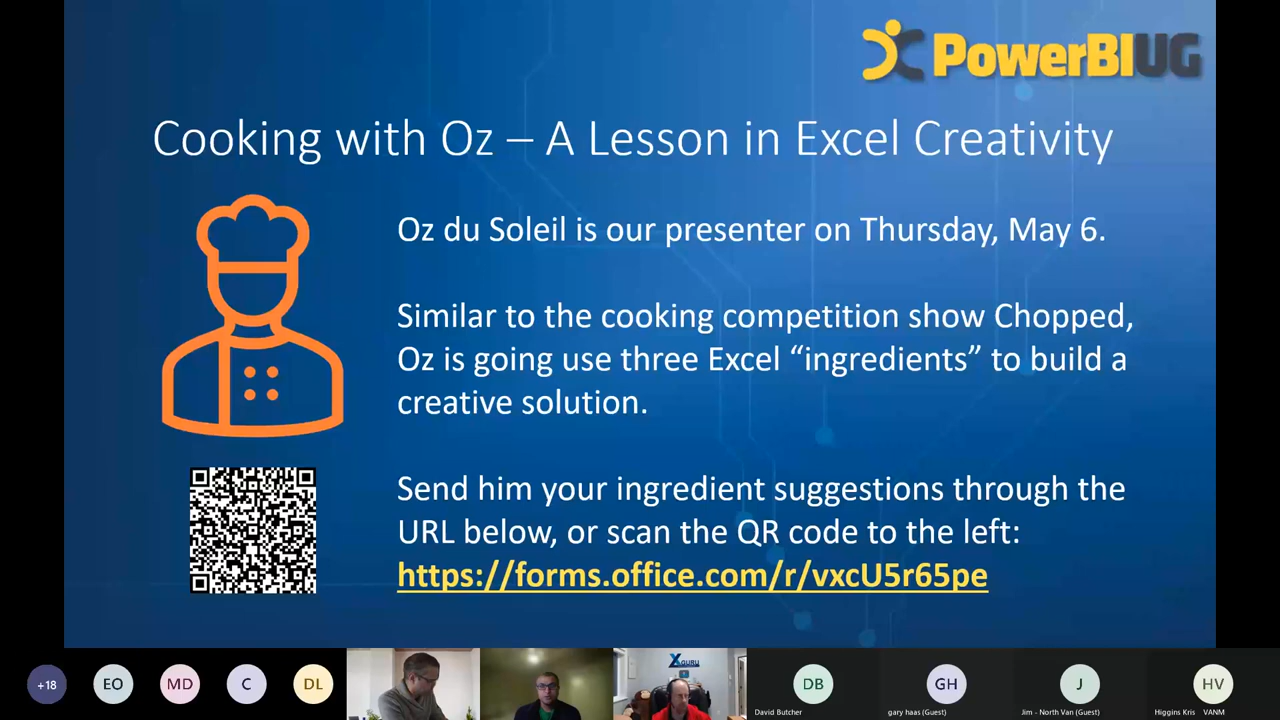 PowerBIUG
Cooking with Oz – A Lesson in Excel Creativity
Oz du Soleil is our presenter on Thursday, May 6.
Similar to the cooking competition show Chopped,
Oz is going use three Excel “ingredients” to build a
creative solution.
Send him your ingredient suggestions through the
URL below, or scan the QR code to the left:
https://forms.office.com/r/vxcU5r65pe
+18
EO
MD
C
DL
XLGURU
DB
GH
J
HV
David Butcher
gary haas (Guest)
Jim - North Van (Guest)
Higgins Kris VANM